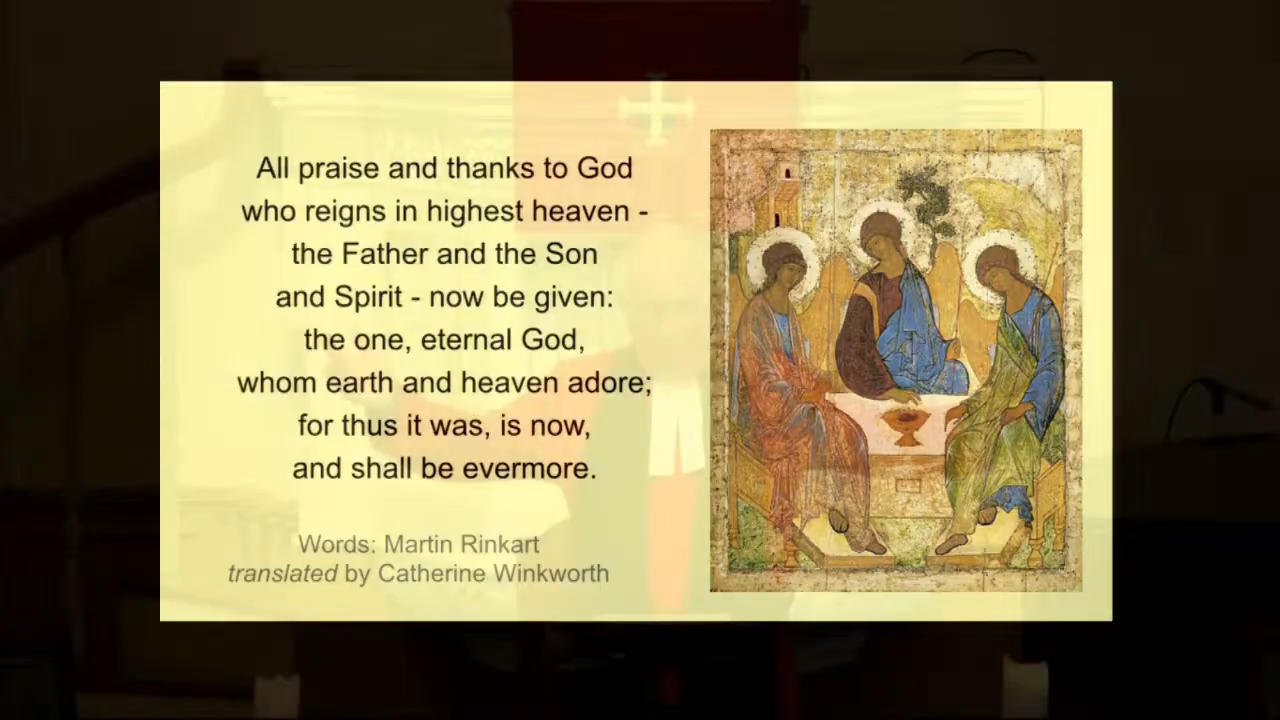 All praise and thanks to God
who reigns in highest heaven -
the Father and the Son
and Spirit - now be given:
the one, eternal God,
whom earth and heaven adore;
for thus it was, is now,
and shall be evermore.
Words: Martin Rinkart
translated by Catherine Winkworth